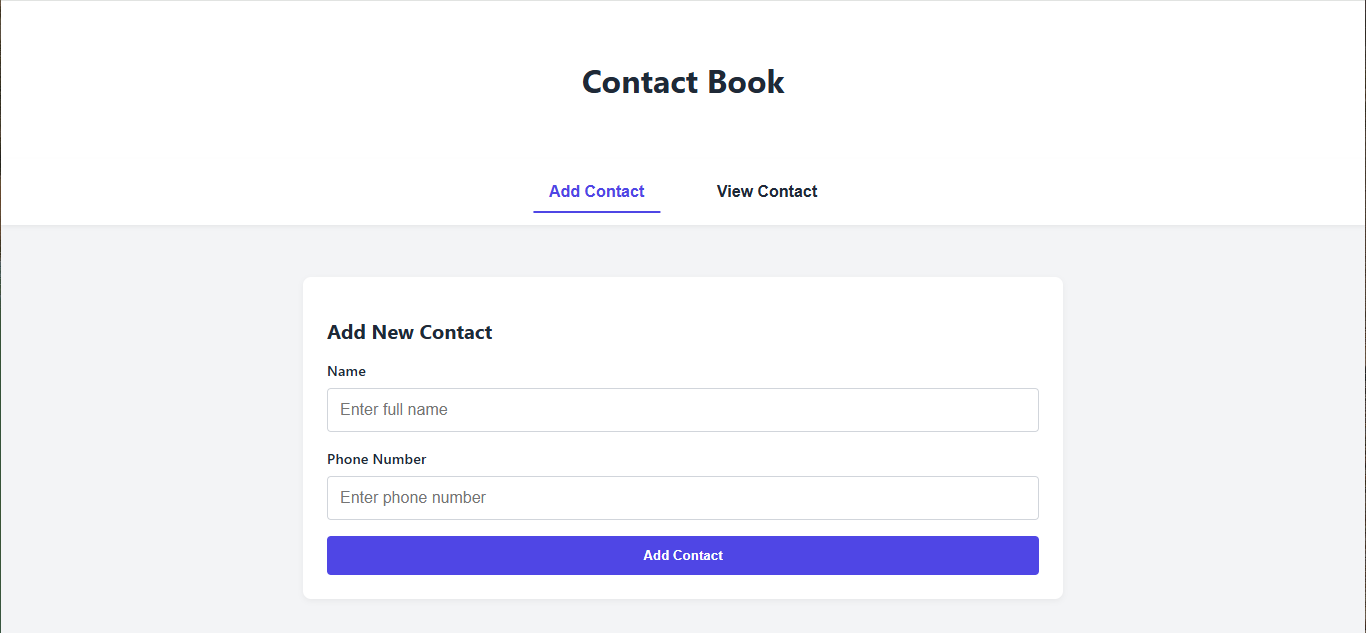 Contact Book
Add Contact View Contact
Add New Contact
Name
Enter full name
Phone Number
Enter phone number
Add Contact